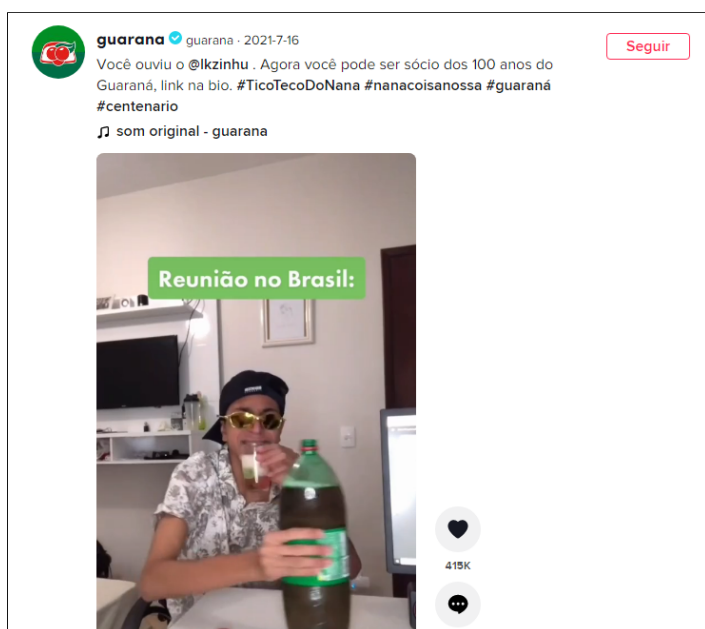 guarana guarana · 2021-7-16
Seguir
Você ouviu o @lkzinhu . Agora você pode ser sócio dos 100 anos do
Guaraná, link na bio. #TicoTecoDoNana #nanacoisanossa #guaraná
#centenario
som original - guarana
Reunião no Brasil:
415K